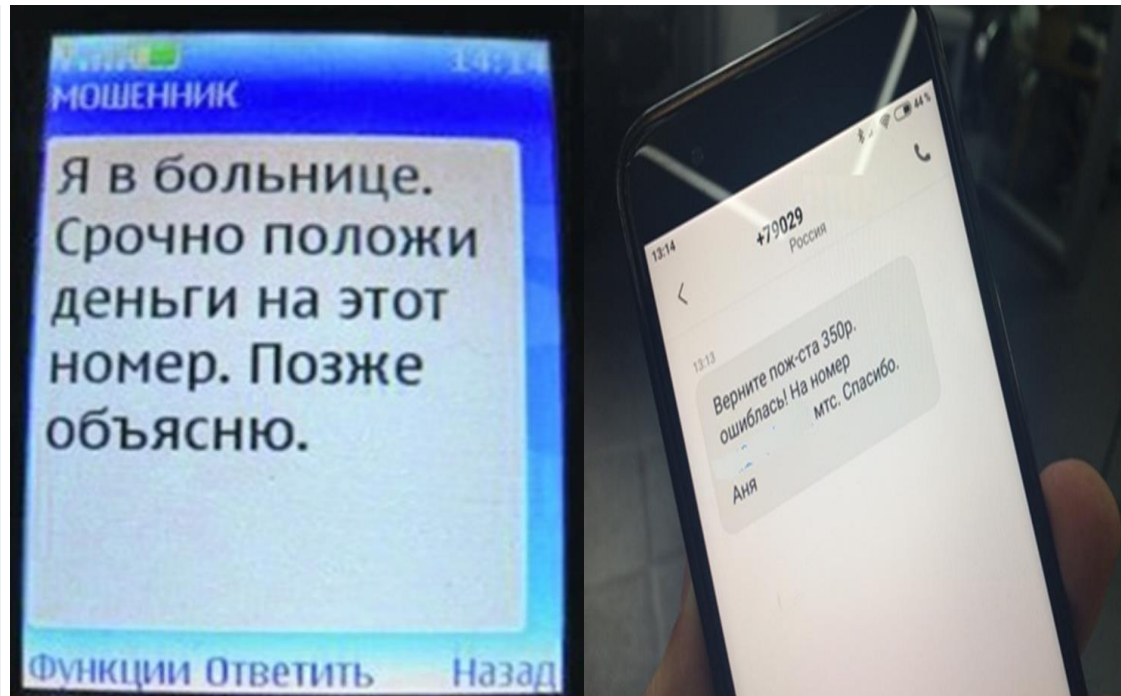 14:14
МОШЕННИК
Я в больнице.
Срочно положи
деньги на этот
номер. Позже
объясню.
Функции Ответить Назад
44%
13:14
+79029
Россия
13:13
Верните пож-ста 350р.
ошиблась! На номер
мтс. Спасибо.
Аня